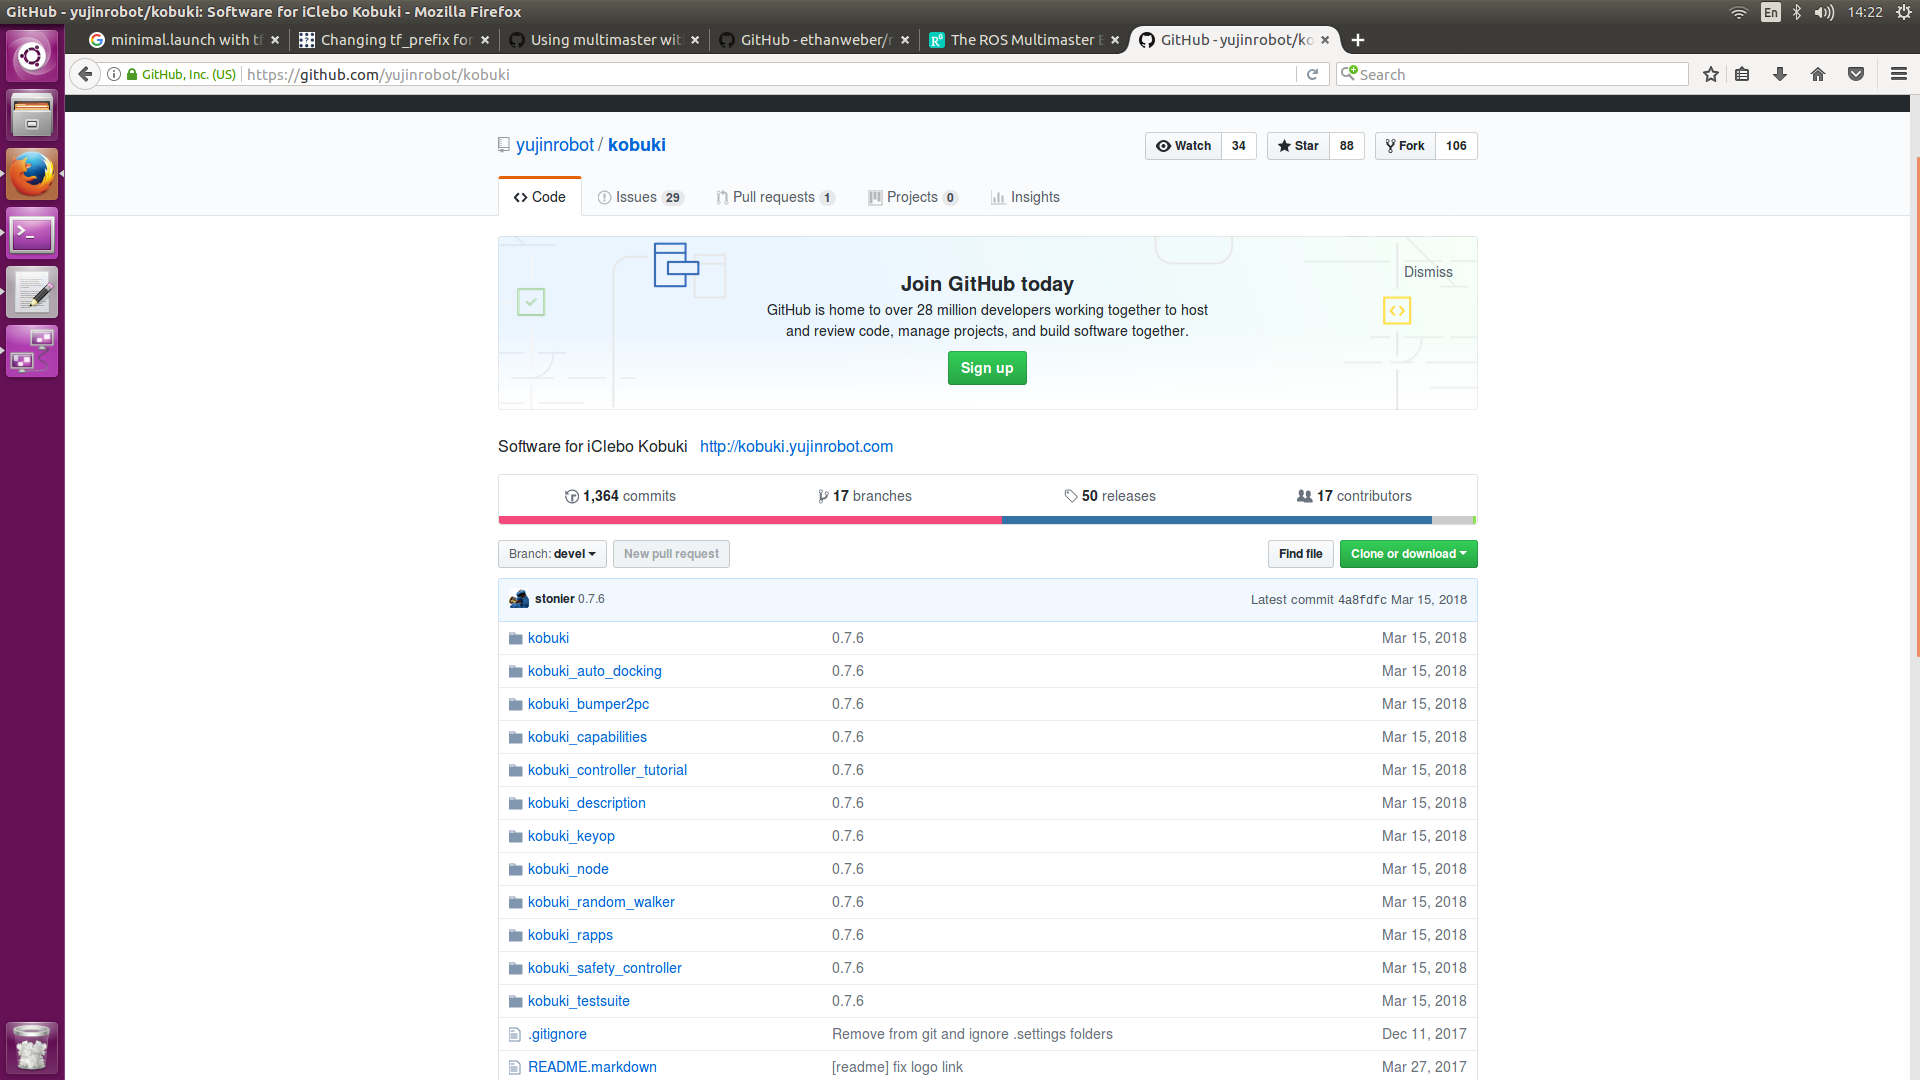 GitHub - yujinrobot/kobuki: Software for iClebo Kobuki - Mozilla Firefox
En 14:22
minimal.launch with tf
Changing tf_prefix for
Using multimaster wit
GitHub - ethanweber/r
The ROS Multimaster E
GitHub - yujinrobot/ko
GitHub, Inc. (US) https://github.com/yujinrobot/kobuki
Search
yujinrobot / kobuki
Watch 34 Star 88 Fork 106
Code Issues 29 Pull requests 1 Projects 0 Insights
Dismiss
Join GitHub today
GitHub is home to over 28 million developers working together to host
and review code, manage projects, and build software together.
Sign up
Software for iClebo Kobuki http://kobuki.yujinrobot.com
1,364 commits 17 branches 50 releases 17 contributors
Branch: devel New pull request Find file Clone or download
stonier 0.7.6 Latest commit 4a8fdfc Mar 15, 2018
kobuki 0.7.6 Mar 15, 2018
kobuki_auto_docking 0.7.6 Mar 15, 2018
kobuki_bumper2pc 0.7.6 Mar 15, 2018
kobuki_capabilities 0.7.6 Mar 15, 2018
kobuki_controller_tutorial 0.7.6 Mar 15, 2018
kobuki_description 0.7.6 Mar 15, 2018
kobuki_keyop 0.7.6 Mar 15, 2018
kobuki_node 0.7.6 Mar 15, 2018
kobuki_random_walker 0.7.6 Mar 15, 2018
kobuki_rapps 0.7.6 Mar 15, 2018
kobuki_safety_controller 0.7.6 Mar 15, 2018
kobuki_testsuite 0.7.6 Mar 15, 2018
.gitignore Remove from git and ignore .settings folders Dec 11, 2017
README.markdown [readme] fix logo link Mar 27, 2017